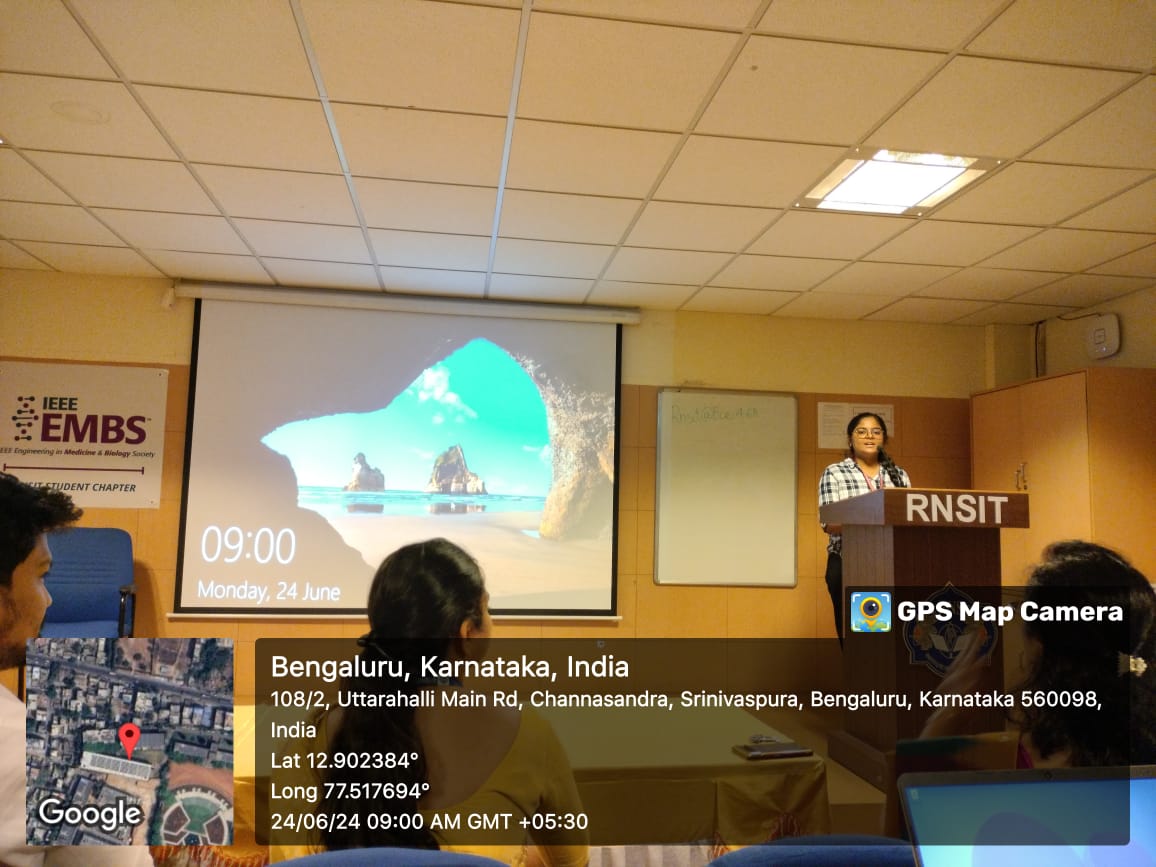 IEEE
EMBS
IEEE Engineering in Medicine & Biology Society
STUDENT CHAPTER
09:00
Monday, 24 June
RNSIT
GPS Map Camera
Google
Bengaluru, Karnataka, India
108/2, Uttarahalli Main Rd, Channasandra, Srinivaspura, Bengaluru, Karnataka 560098,
India
Lat 12.902384°
Long 77.517694°
24/06/24 09:00 AM GMT +05:30